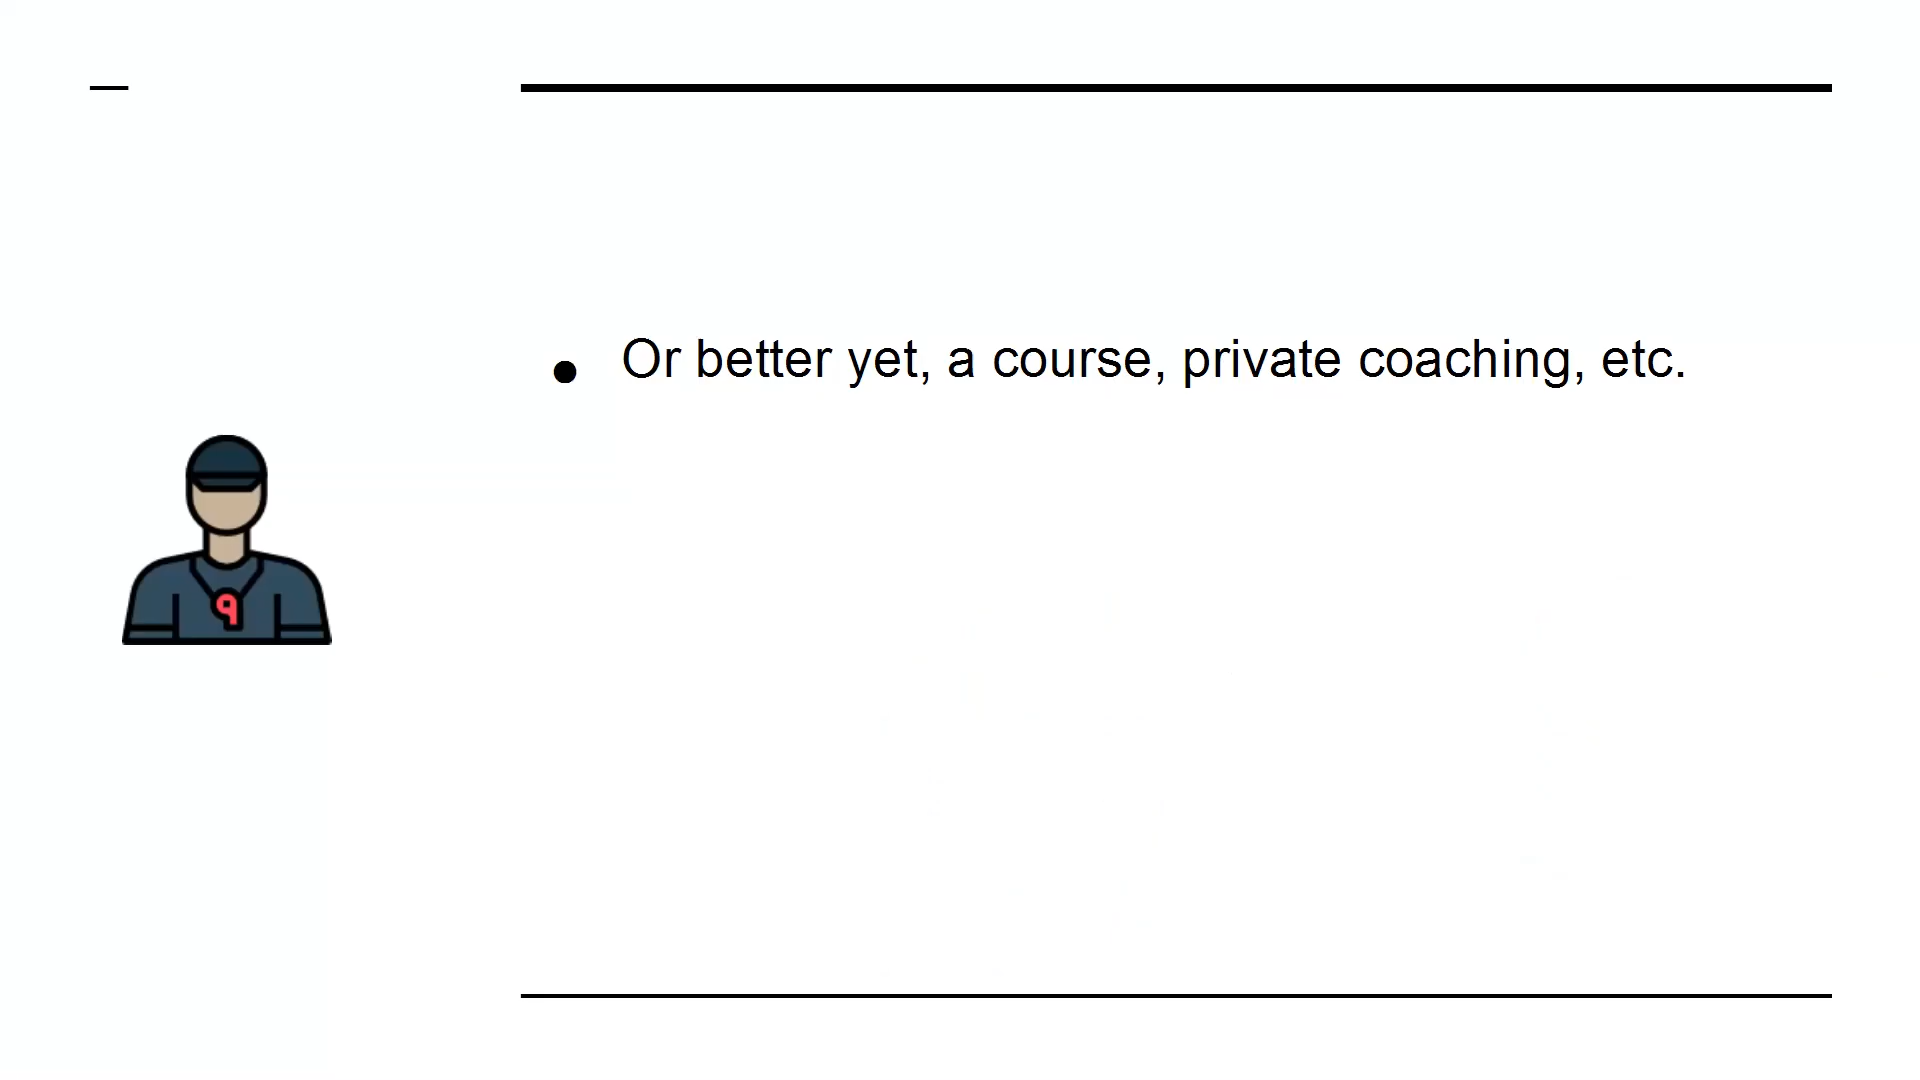 • Or better yet, a course, private coaching, etc.